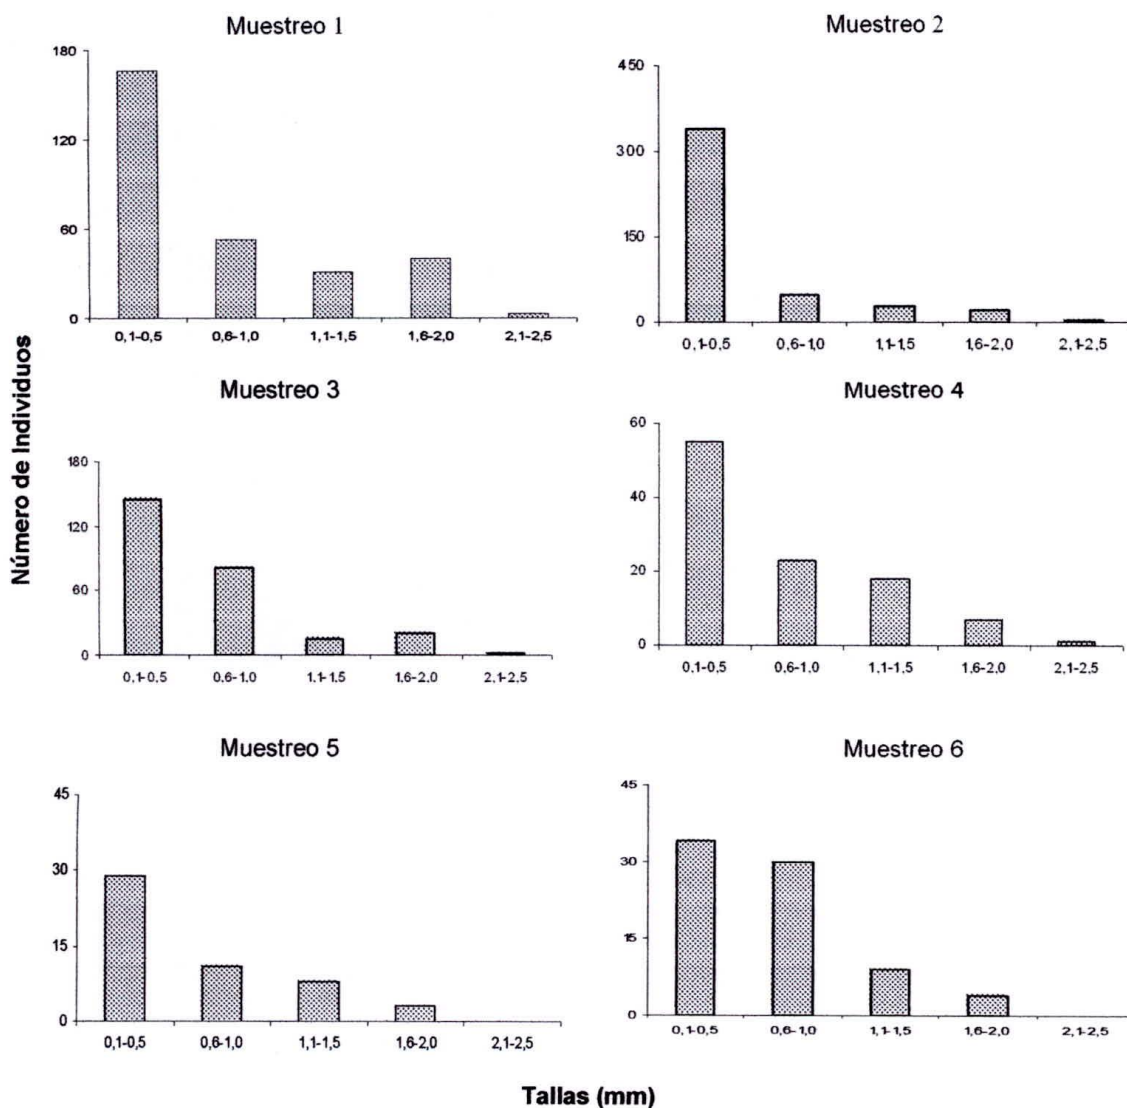 Muestreo 1
180
120
60
0
0,1-0,5 0,6-1,0 1,1-1,5 1,6-2,0 2,1-2,5
Muestreo 2
450
300
150
0
0,1-0,5 0,6-1,0 1,1-1,5 1,6-2,0 2,1-2,5
Número de Individuos
Muestreo 3
180
120
60
0
0,1-0,5 0,6-1,0 1,1-1,5 1,6-2,0 2,1-2,5
Muestreo 4
60
40
20
0
0,1-0,5 0,6-1,0 1,1-1,5 1,6-2,0 2,1-2,5
Muestreo 5
45
30
15
0
0,1-0,5 0,6-1,0 1,1-1,5 1,6-2,0 2,1-2,5
Muestreo 6
45
30
15
0
0,1-0,5 0,6-1,0 1,1-1,5 1,6-2,0 2,1-2,5
Tallas (mm)